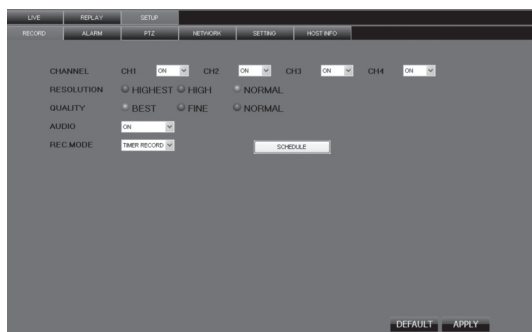 LIVE REPLAY SETUP
RECORD ALARM PTZ NETWORK SETTING HOST INFO
CHANNEL CH1 ON CH2 ON CH3 ON CH4 ON
RESOLUTION HIGHEST HIGH NORMAL
QUALITY BEST FINE NORMAL
AUDIO ON
REC.MODE TIMER RECORD SCHEDULE
DEFAULT APPLY